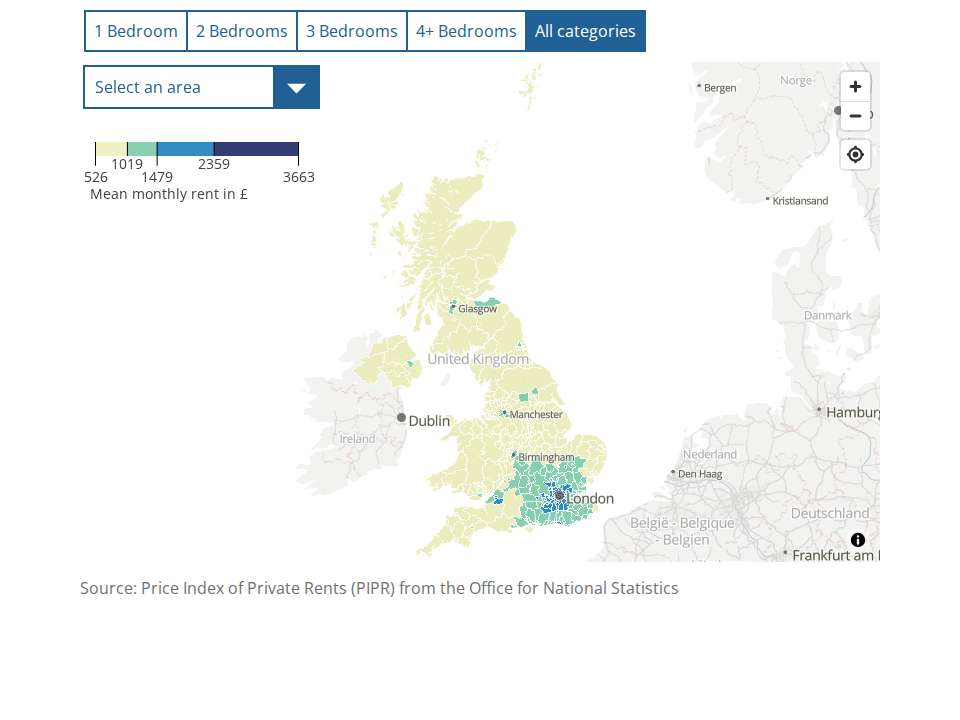 1 Bedroom 2 Bedrooms 3 Bedrooms 4+ Bedrooms All categories
Select an area
526 1019 1479 2359 3663
Mean monthly rent in £
Bergen
Norge
Kristiansand
Danmark
Glasgow
United Kingdom
Manchester
Dublin
Ireland
Birmingham
London
Hamburg
Nederland
Den Haag
België - Belgique
- Belgien
Deutschland
Frankfurt am
Source: Price Index of Private Rents (PIPR) from the Office for National Statistics